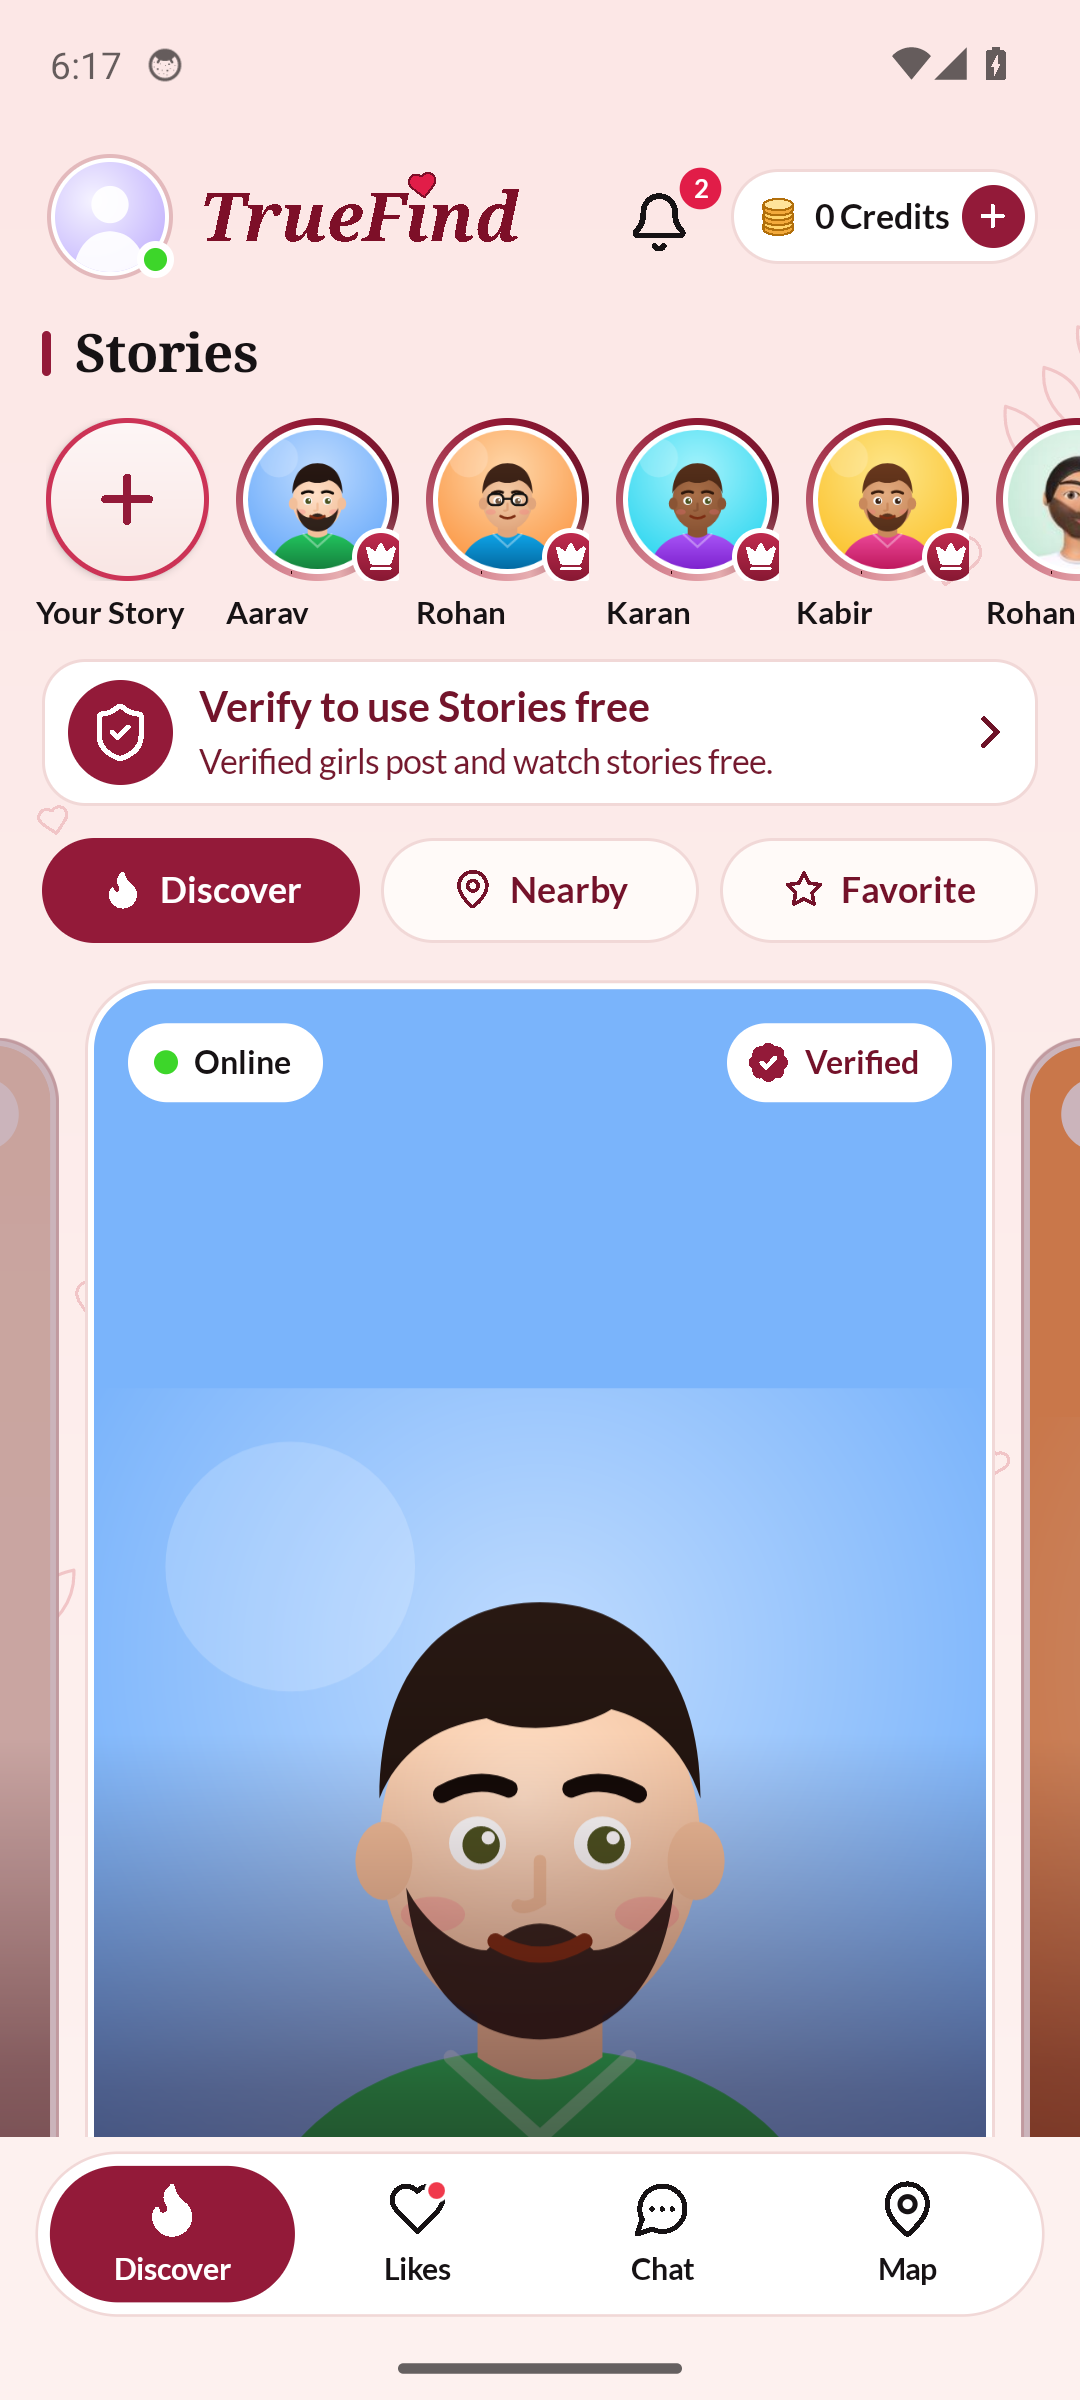 6:17
TrueFind
2
0 Credits
Stories
Your Story
Aarav
Rohan
Karan
Kabir
Rohan
Verify to use Stories free
Verified girls post and watch stories free.
Discover
Nearby
Favorite
Online
Verified
Discover
Likes
Chat
Map